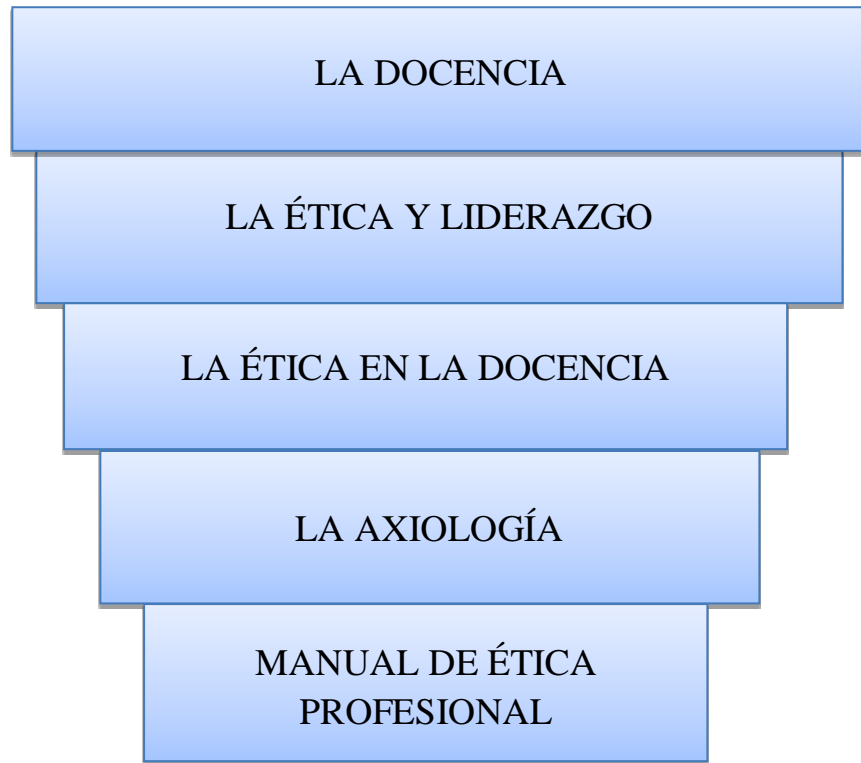 LA DOCENCIA
LA ÉTICA Y LIDERAZGO
LA ÉTICA EN LA DOCENCIA
LA AXIOLOGÍA
MANUAL DE ÉTICA
PROFESIONAL